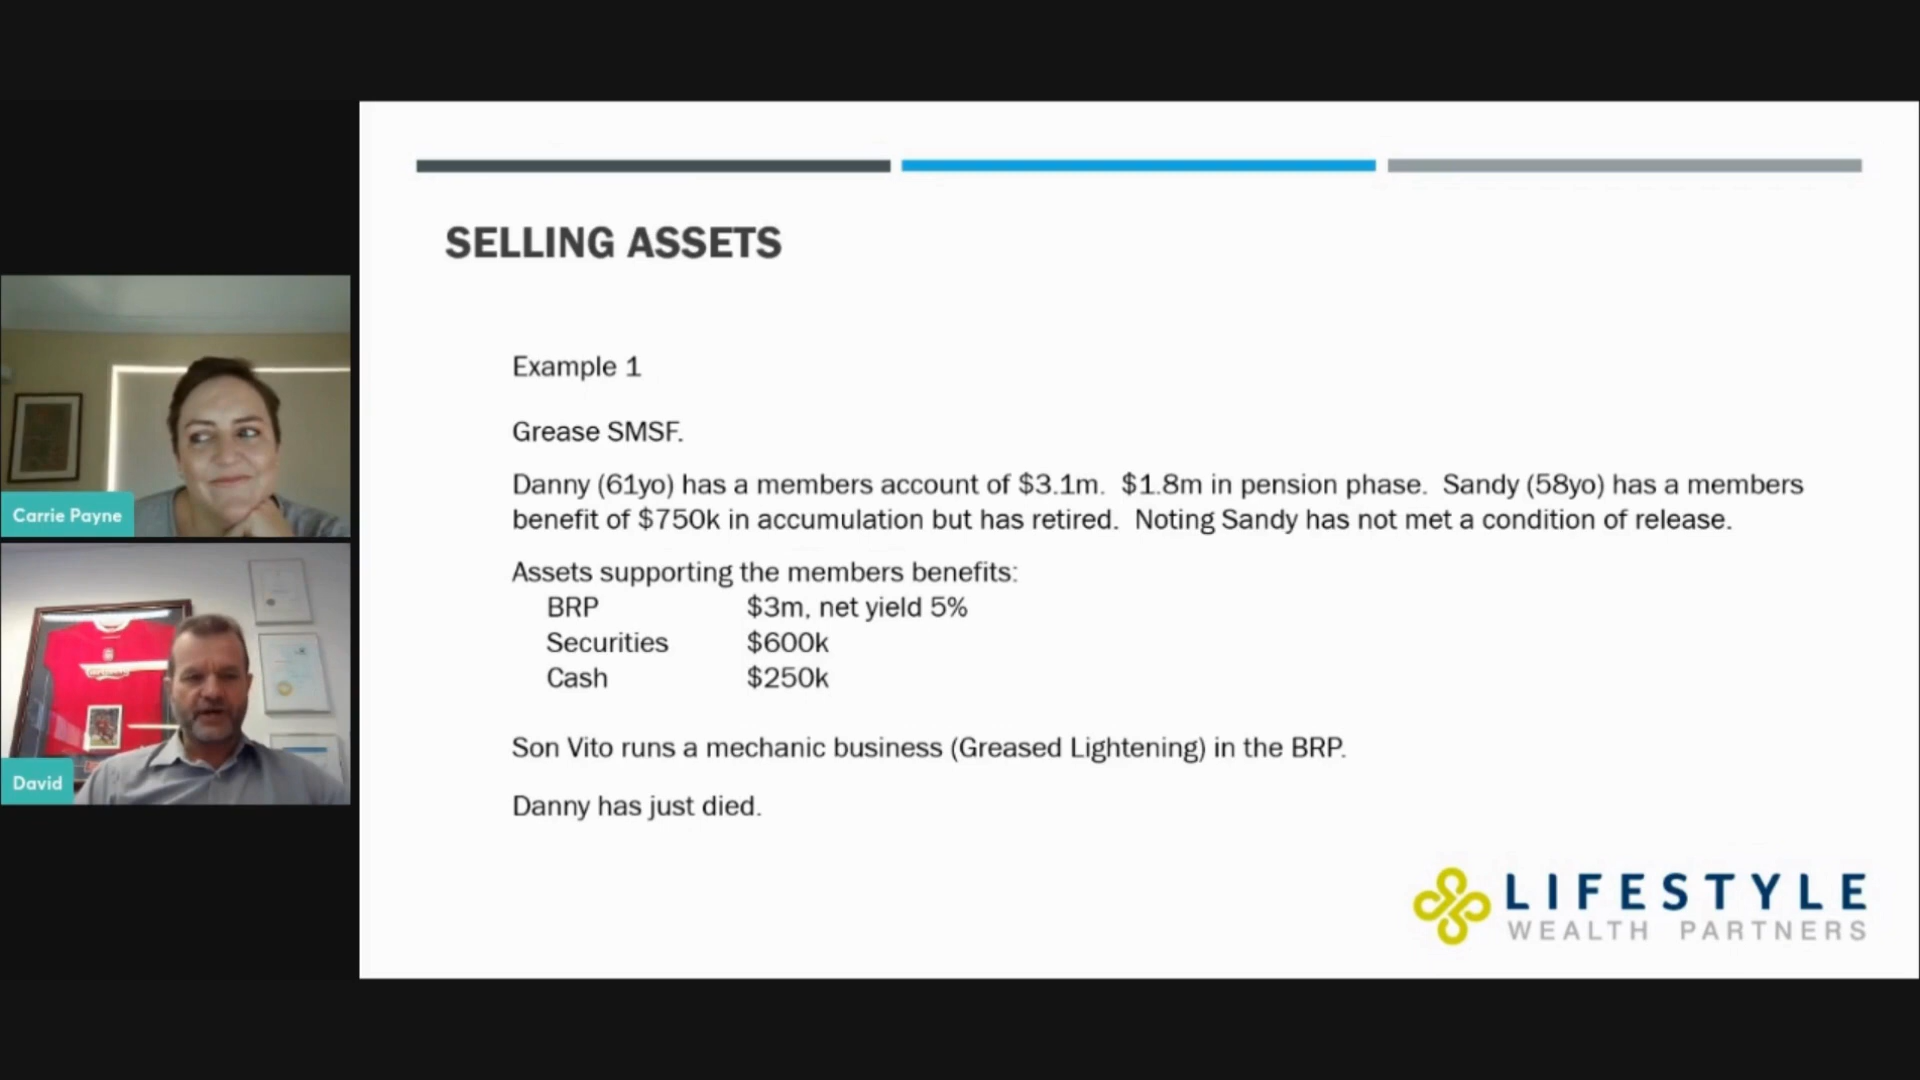 SELLING ASSETS
Example 1
Grease SMSF.
Danny (61yo) has a members account of $3.1m.  $1.8m in pension phase.  Sandy (58yo) has a members
benefit of $750k in accumulation but has retired.  Noting Sandy has not met a condition of release.
Assets supporting the members benefits:
BRP $3m, net yield 5%
Securities $600k
Cash $250k
Son Vito runs a mechanic business (Greased Lightening) in the BRP.
Danny has just died.
LIFESTYLE
WEALTH PARTNERS
Carrie Payne
David